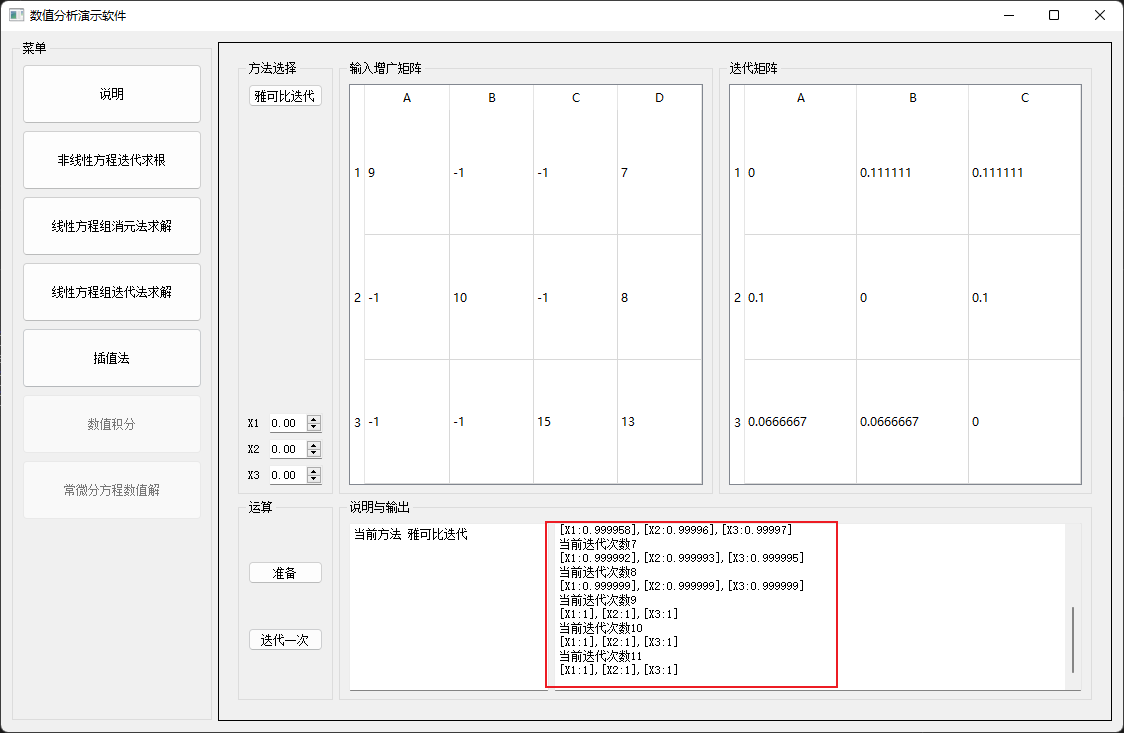 数值分析演示软件
菜单
说明
非线性方程迭代求根
线性方程组消元法求解
线性方程组迭代法求解
插值法
数值积分
常微分方程数值解
方法选择
雅可比迭代
X1 0.00
X2 0.00
X3 0.00
输入增广矩阵
A B C D
1 9 -1 -1 7
2 -1 10 -1 8
3 -1 -1 15 13
迭代矩阵
A B C
1 0 0.111111 0.111111
2 0.1 0 0.1
3 0.0666667 0.0666667 0
运算
准备
迭代一次
说明与输出
当前方法 雅可比迭代
[X1:0.999958],[X2:0.99996],[X3:0.99997]
当前迭代次数7
[X1:0.999992],[X2:0.999993],[X3:0.999995]
当前迭代次数8
[X1:0.999999],[X2:0.999999],[X3:0.999999]
当前迭代次数9
[X1:1],[X2:1],[X3:1]
当前迭代次数10
[X1:1],[X2:1],[X3:1]
当前迭代次数11
[X1:1],[X2:1],[X3:1]